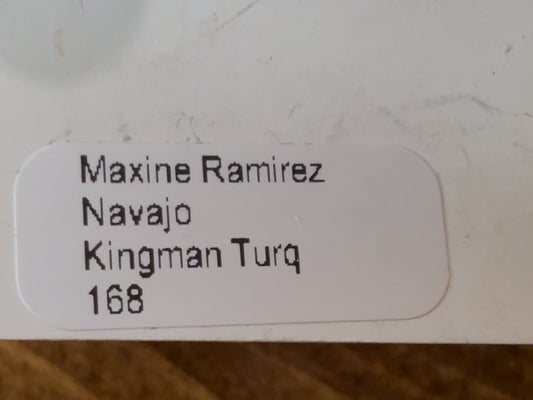 Maxine Ramirez
Navajo
Kingman Turq
168